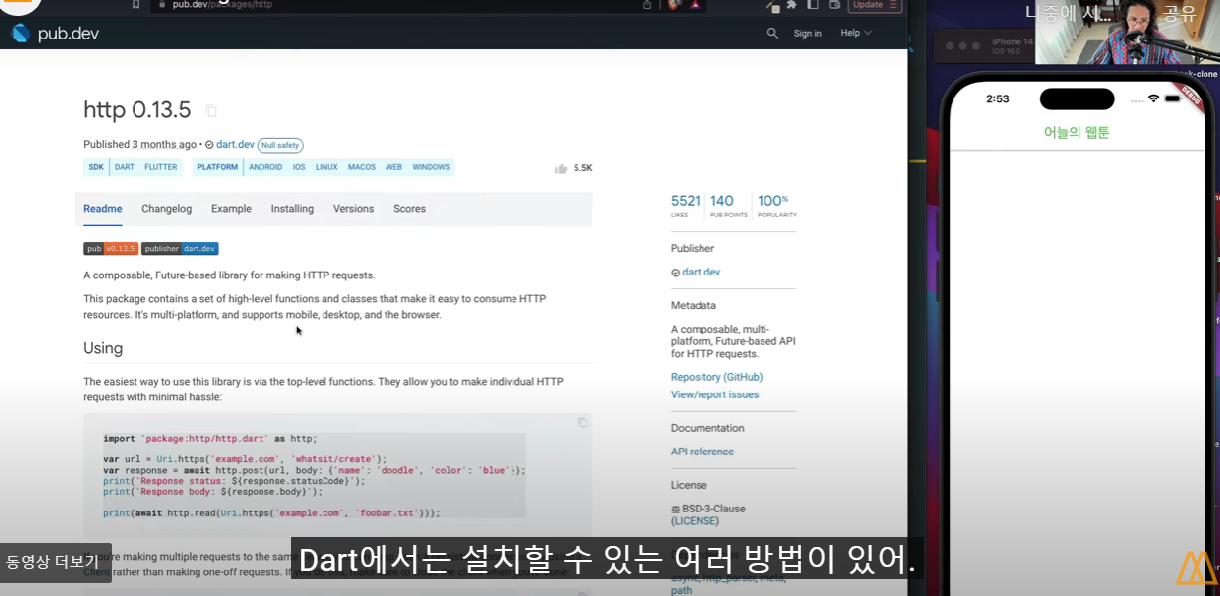 pub.dev/packages/http
Update
pub.dev
Sign in
Help
나중에 시...
공유
iPhone 14
iOS 16.0
http 0.13.5
Published 3 months ago • dart.dev Null safety
SDK DART FLUTTER PLATFORM ANDROID IOS LINUX MACOS WEB WINDOWS
5.5K
Readme Changelog Example Installing Versions Scores
pub v0.13.5 publisher dart.dev
A composable, Future-based library for making HTTP requests.
This package contains a set of high-level functions and classes that make it easy to consume HTTP
resources. It's multi-platform, and supports mobile, desktop, and the browser.
Using
The easiest way to use this library is via the top-level functions. They allow you to make individual HTTP
requests with minimal hassle:
import 'package:http/http.dart' as http;
var url = Uri.https('example.com', 'whatsit/create');
var response = await http.post(url, body: {'name': 'doodle', 'color': 'blue'});
print('Response status: ${response.statusCode}');
print('Response body: ${response.body}');
print(await http.read(Uri.https('example.com', 'foobar.txt')));
you're making multiple requests to the same
Client rather than making one-off requests.
5521 140 100%
LIKES PUB POINTS POPULARITY
Publisher
dart.dev
Metadata
A composable, multi-
platform, Future-based API
for HTTP requests.
Repository (GitHub)
View/report issues
Documentation
API reference
License
BSD-3-Clause
(LICENSE)
async, http_parser, meta,
path
2:53
DEBUG
어늘의 웹툰
동영상 더보기
Dart에서는 설치할 수 있는 여러 방법이 있어.